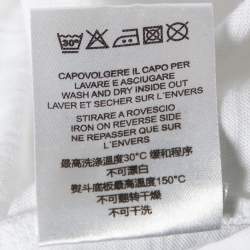 30°
CAPOVOLGERE IL CAPO PER
LAVARE E ASCIUGARE
WASH AND DRY INSIDE OUT
LAVER ET SECHER SUR L'ENVERS
STIRARE A ROVESCIO
IRON ON REVERSE SIDE
NE REPASSER QUE SUR
L'ENVERS
最高洗涤溫度30°C 緩和程序
不可漂白
熨斗底板最高溫度150°C
不可翻转干燥
不可干洗